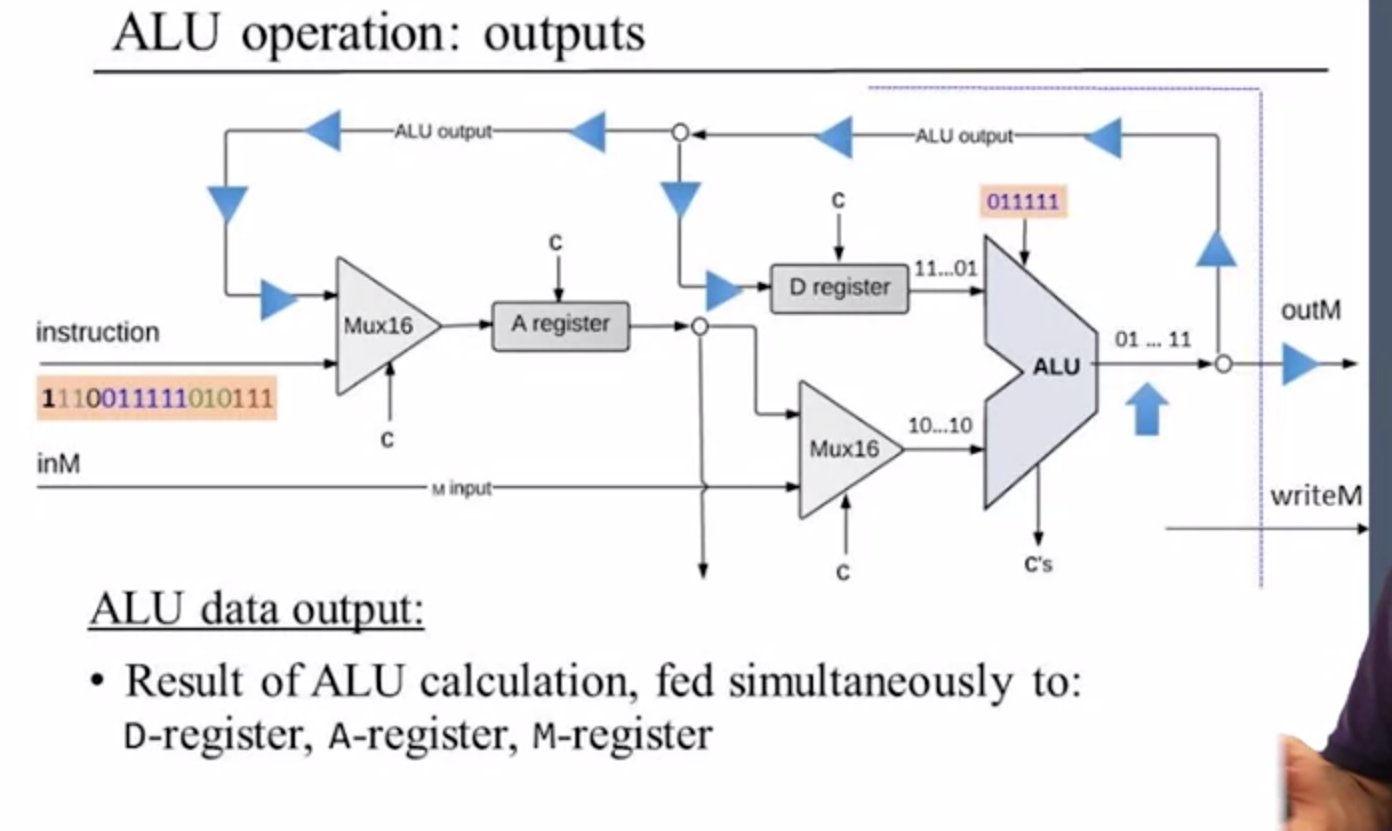 ALU operation: outputs
ALU output
ALU output
C
011111
C
11...01
D register
instruction
Mux16
A register
outM
01 ... 11
ALU
1110011111010111
C
10...10
inM
Mux16
M input
writeM
C
C's
ALU data output:
• Result of ALU calculation, fed simultaneously to:
D-register, A-register, M-register